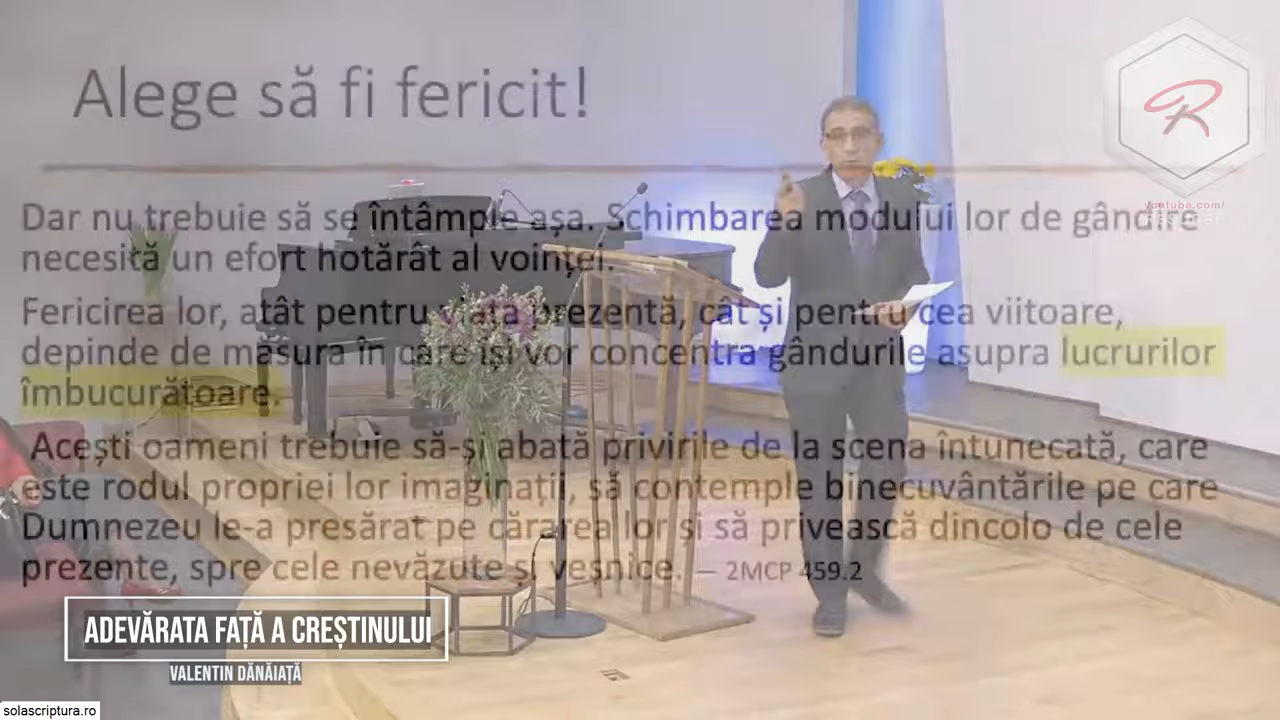 Alege să fi fericit!
R
youtube.com/
Dar nu trebuie să se întâmple așa. Schimbarea modului lor de gândire
necesită un efort hotărât al voinței.
Fericirea lor, atât pentru viața prezentă, cât și pentru cea viitoare,
depinde de măsura în care își vor concentra gândurile asupra lucrurilor
îmbucurătoare.
Acești oameni trebuie să-și abată privirile de la scena întunecată, care
este rodul propriei lor imaginații, să contemple binecuvântările pe care
Dumnezeu le-a presărat pe cărarea lor și să privească dincolo de cele
prezente, spre cele nevăzute și veșnice. — 2MCP 459.2
ADEVĂRATA FAȚĂ A CREȘTINULUI
VALENTIN DĂNĂIAȚĂ
solascriptura.ro